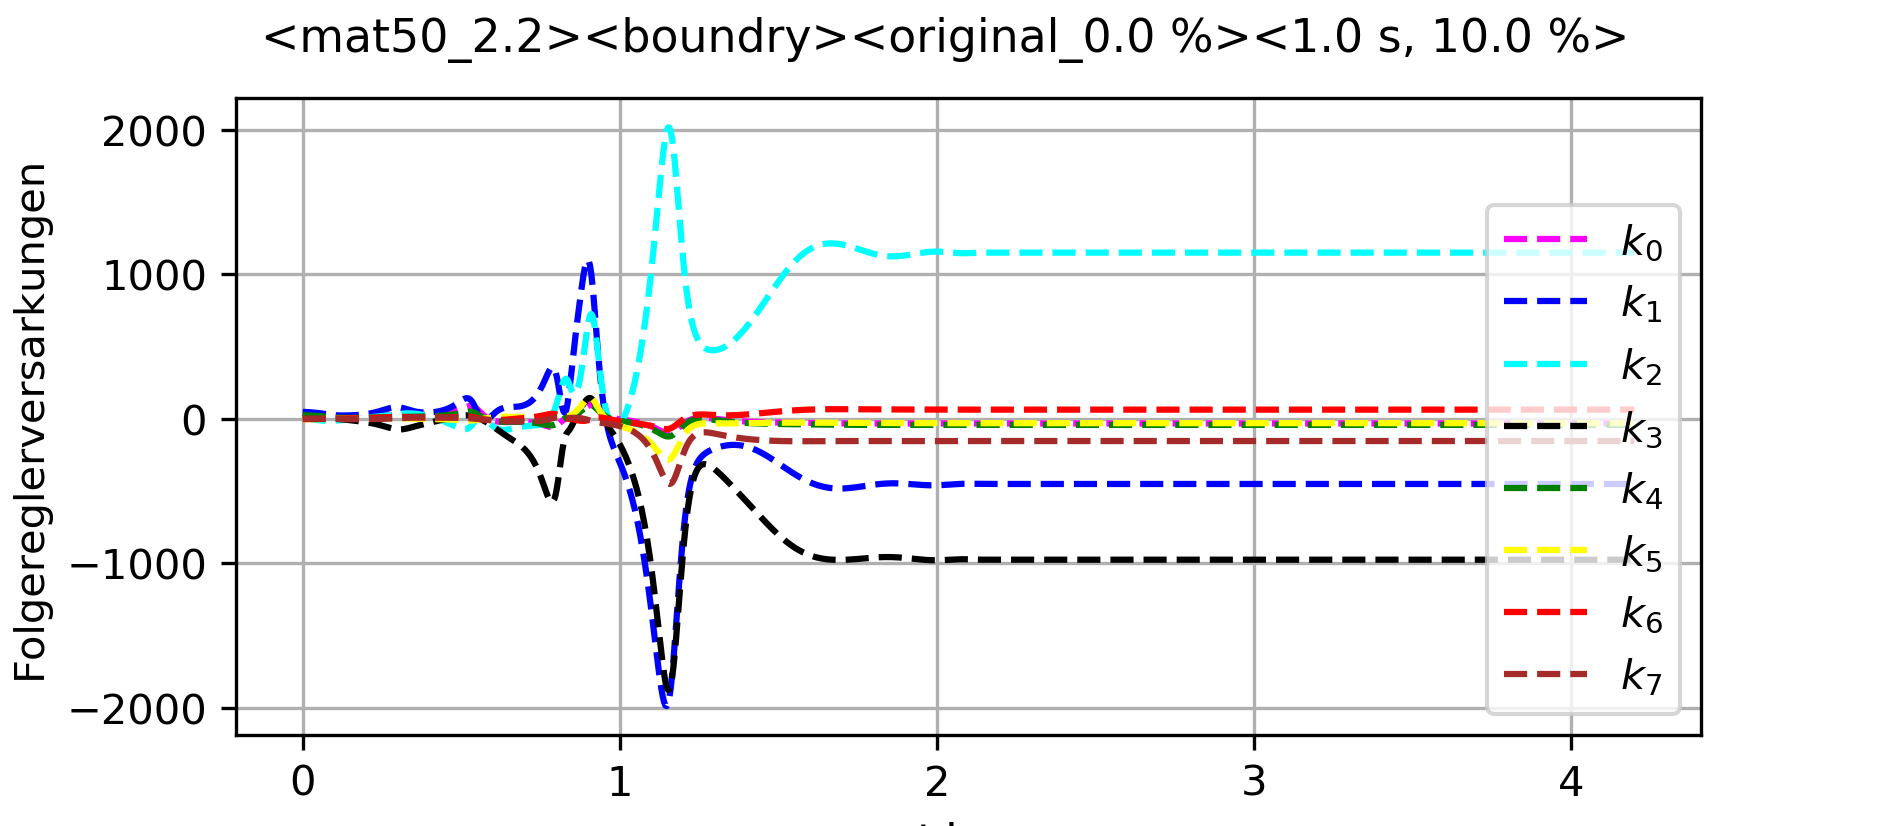 <mat50_2.2><boundry><original_0.0 %><1.0 s, 10.0 %>
Folgereglerversarkungen
2000
1000
0
−1000
−2000
0 1 2 3 4
k0
k1
k2
k3
k4
k5
k6
k7